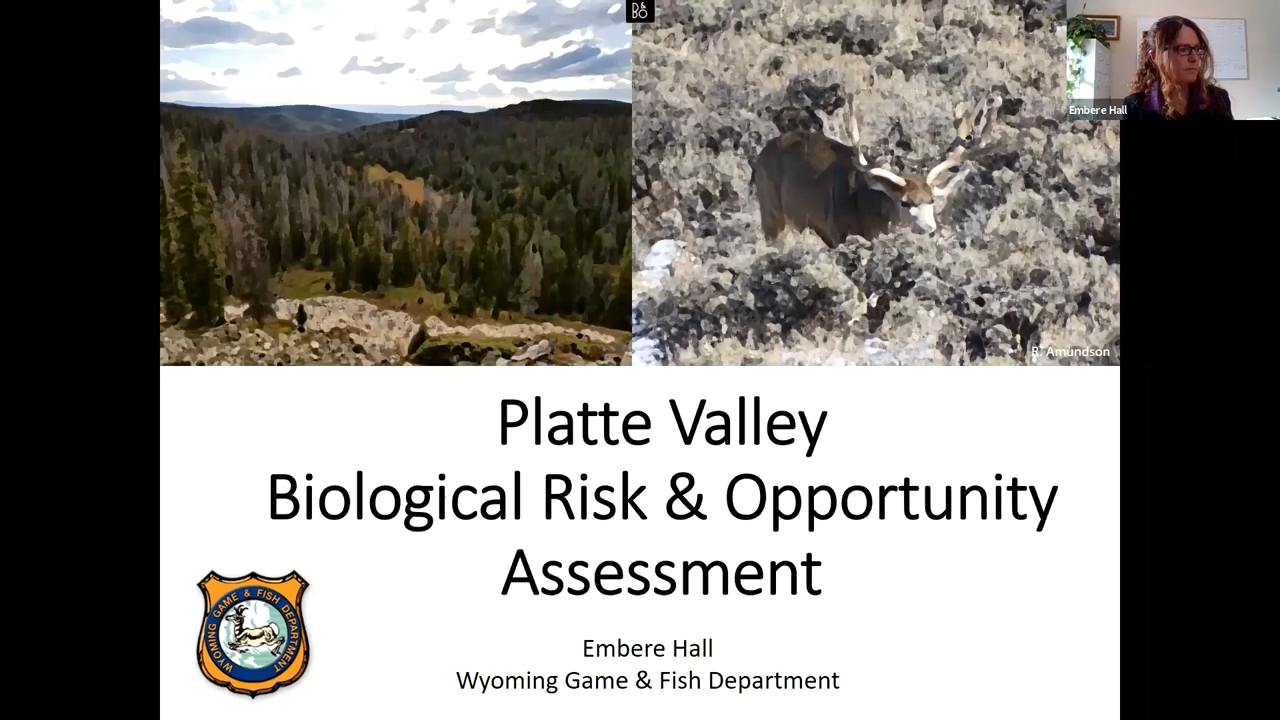 B&O
Embere Hall
R. Amundson
Platte Valley
Biological Risk & Opportunity
Assessment
WYOMING GAME & FISH DEPARTMENT
Embere Hall
Wyoming Game & Fish Department